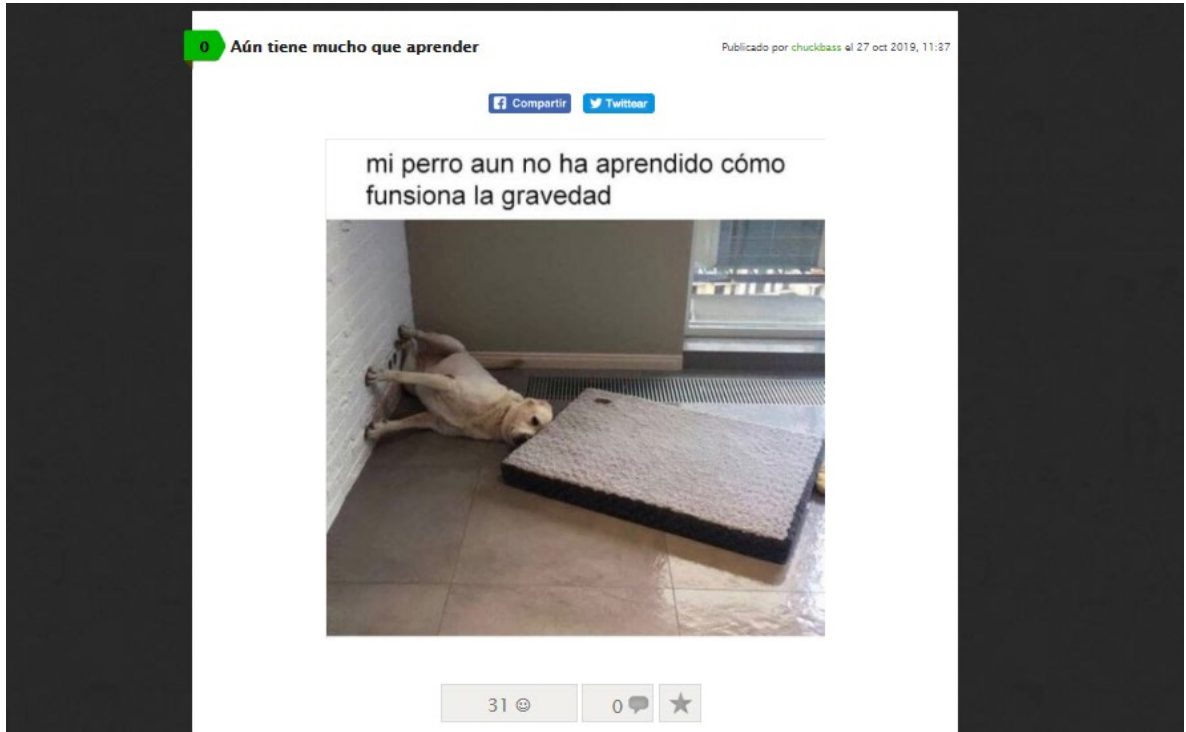 0 Aún tiene mucho que aprender
Publicado por chuckbass el 27 oct 2019, 11:37
Compartir Twittear
mi perro aun no ha aprendido cómo
funsiona la gravedad
31 0